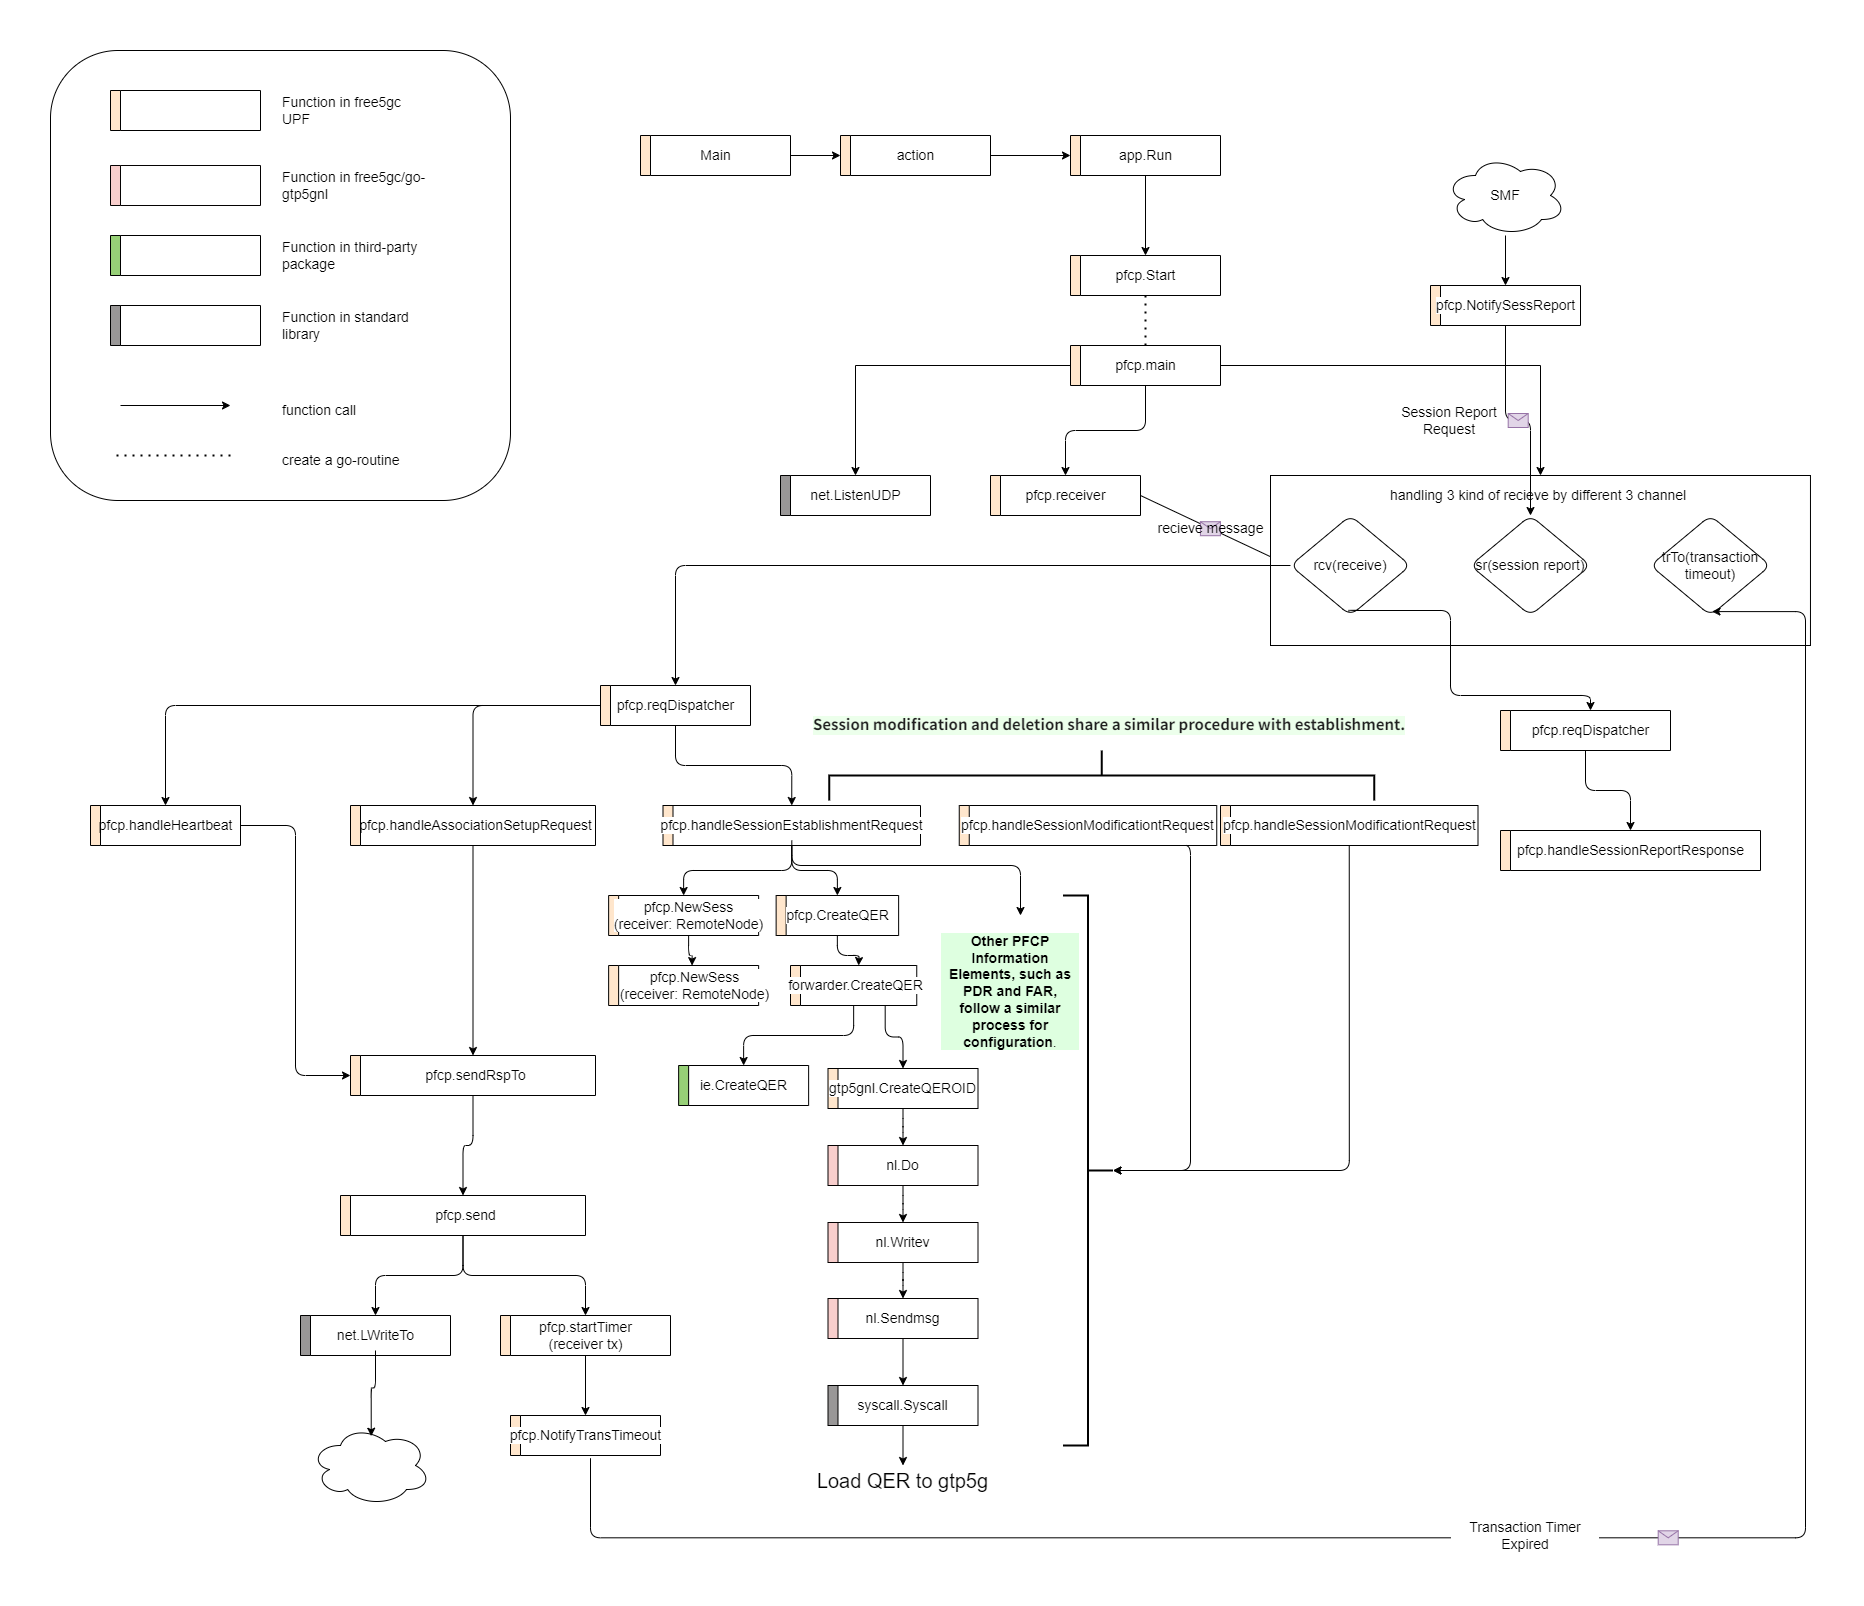 Function in free5gc
UPF
Function in free5gc/go-
gtp5gnl
Function in third-party
package
Function in standard
library
function call
create a go-routine
Main
action
app.Run
SMF
pfcp.Start
pfcp.NotifySessReport
pfcp.main
Session Report
Request
net.ListenUDP
pfcp.receiver
handling 3 kind of recieve by different 3 channel
recieve message
rcv(receive)
sr(session report)
trTo(transaction
timeout)
pfcp.reqDispatcher
Session modification and deletion share a similar procedure with establishment.
pfcp.reqDispatcher
pfcp.handleHeartbeat
pfcp.handleAssociationSetupRequest
pfcp.handleSessionEstablishmentRequest
pfcp.handleSessionModificationtRequest
pfcp.handleSessionModificationtRequest
pfcp.handleSessionReportResponse
pfcp.NewSess
(receiver: RemoteNode)
pfcp.CreateQER
pfcp.NewSess
(receiver: RemoteNode)
forwarder.CreateQER
Other PFCP
Information
Elements, such as
PDR and FAR,
follow a similar
process for
configuration.
pfcp.sendRspTo
ie.CreateQER
gtp5gnl.CreateQEROID
nl.Do
pfcp.send
nl.Writev
nl.Sendmsg
net.LWriteTo
pfcp.startTimer
(receiver tx)
syscall.Syscall
pfcp.NotifyTransTimeout
Load QER to gtp5g
Transaction Timer
Expired